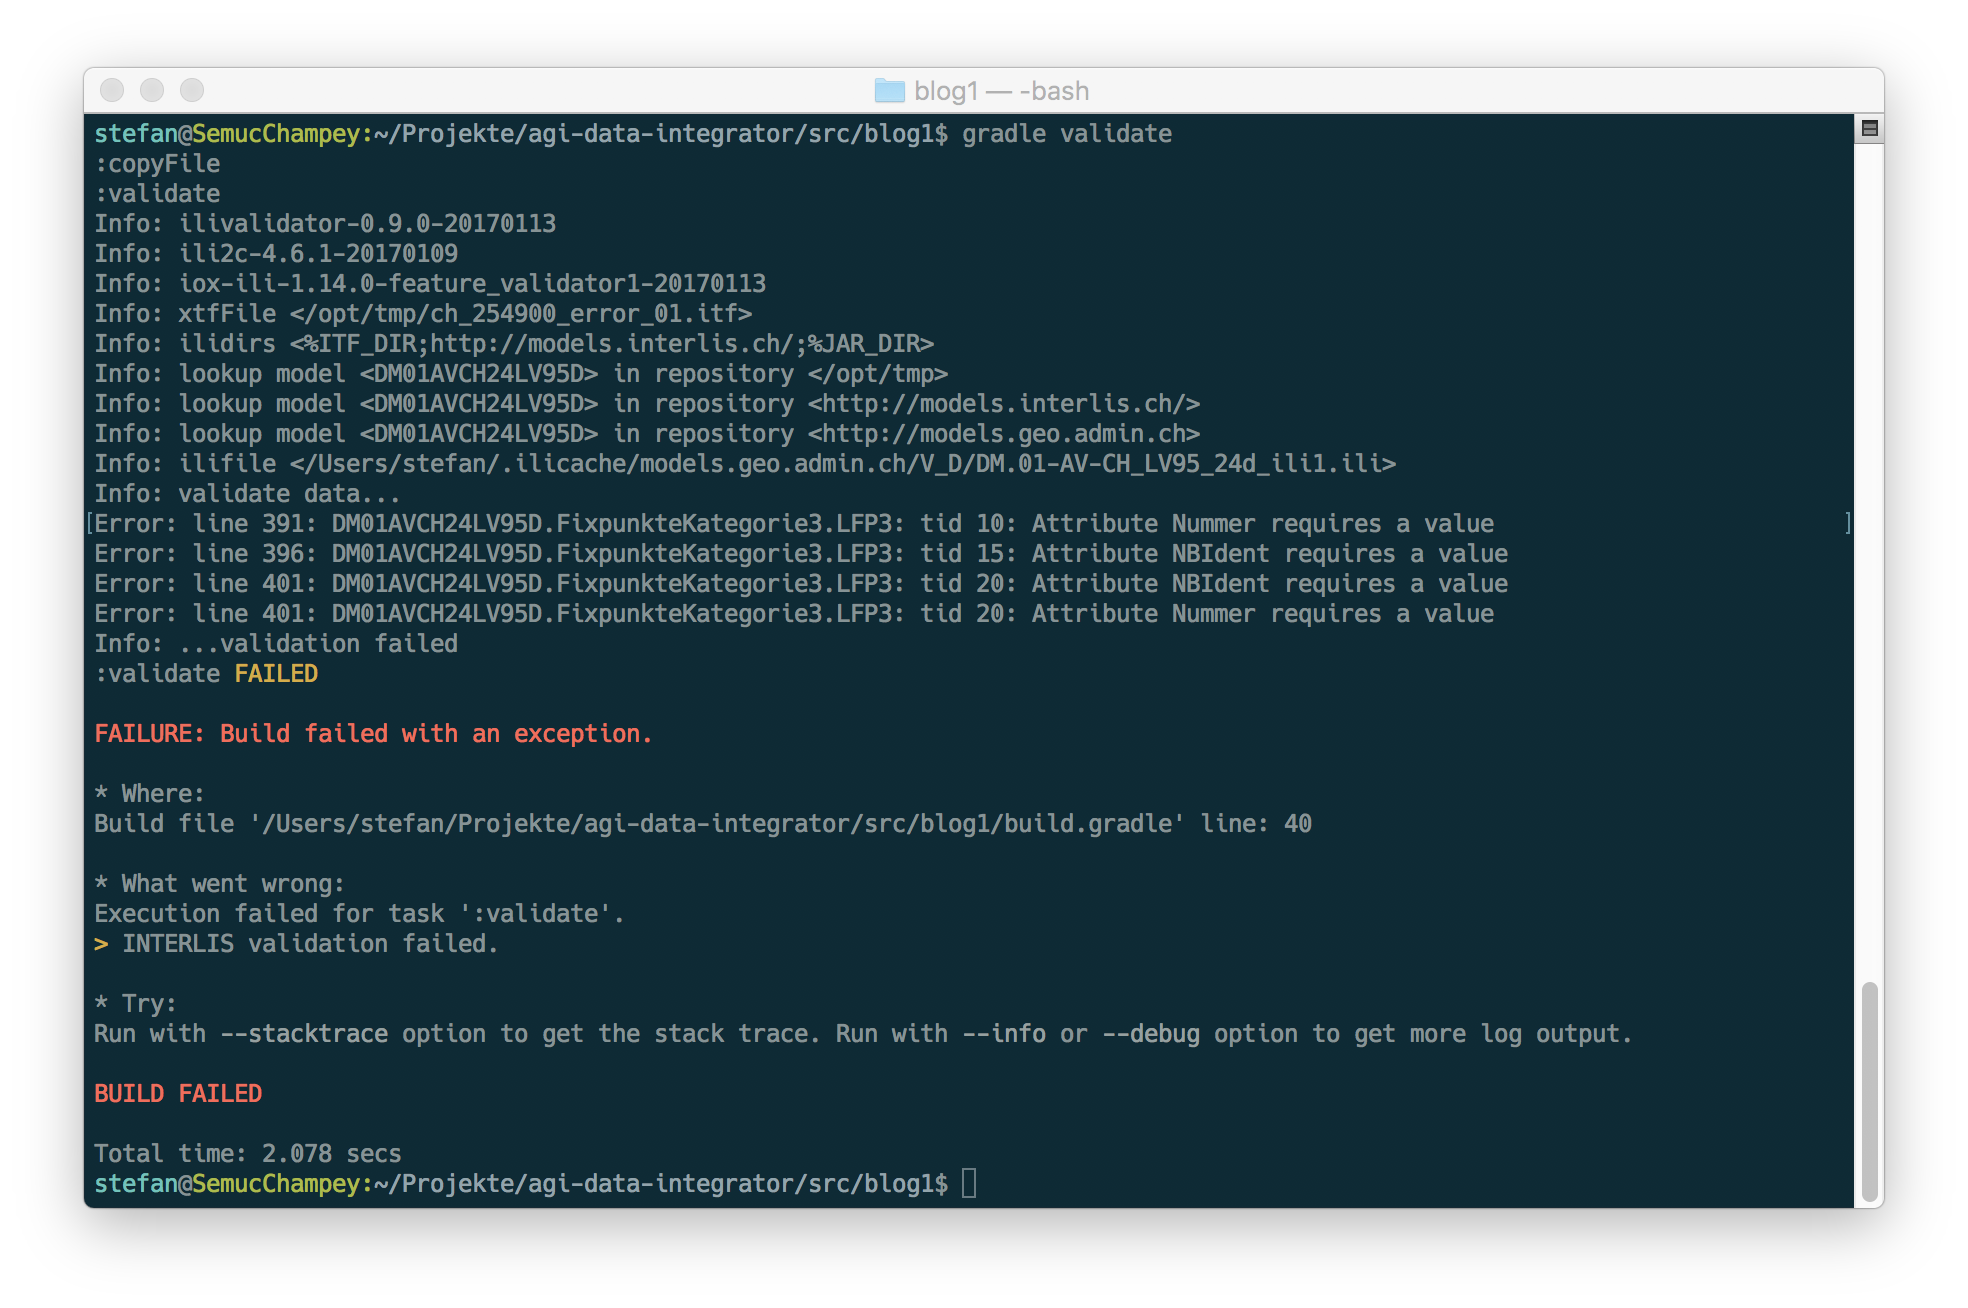 blog1 — -bash
stefan@SemucChampey:~/Projekte/agi-data-integrator/src/blog1$ gradle validate
:copyFile
:validate
Info: ilivalidator-0.9.0-20170113
Info: ili2c-4.6.1-20170109
Info: iox-ili-1.14.0-feature_validator1-20170113
Info: xtfFile </opt/tmp/ch_254900_error_01.itf>
Info: ilidirs <%ITF_DIR;http://models.interlis.ch/;%JAR_DIR>
Info: lookup model <DM01AVCH24LV95D> in repository </opt/tmp>
Info: lookup model <DM01AVCH24LV95D> in repository <http://models.interlis.ch/>
Info: lookup model <DM01AVCH24LV95D> in repository <http://models.geo.admin.ch>
Info: ilifile </Users/stefan/.ilicache/models.geo.admin.ch/V_D/DM.01-AV-CH_LV95_24d_ili1.ili>
Info: validate data...
[Error: line 391: DM01AVCH24LV95D.FixpunkteKategorie3.LFP3: tid 10: Attribute Nummer requires a value ]
Error: line 396: DM01AVCH24LV95D.FixpunkteKategorie3.LFP3: tid 15: Attribute NBIdent requires a value
Error: line 401: DM01AVCH24LV95D.FixpunkteKategorie3.LFP3: tid 20: Attribute NBIdent requires a value
Error: line 401: DM01AVCH24LV95D.FixpunkteKategorie3.LFP3: tid 20: Attribute Nummer requires a value
Info: ...validation failed
:validate FAILED
FAILURE: Build failed with an exception.
* Where:
Build file '/Users/stefan/Projekte/agi-data-integrator/src/blog1/build.gradle' line: 40
* What went wrong:
Execution failed for task ':validate'.
> INTERLIS validation failed.
* Try:
Run with --stacktrace option to get the stack trace. Run with --info or --debug option to get more log output.
BUILD FAILED
Total time: 2.078 secs
stefan@SemucChampey:~/Projekte/agi-data-integrator/src/blog1$